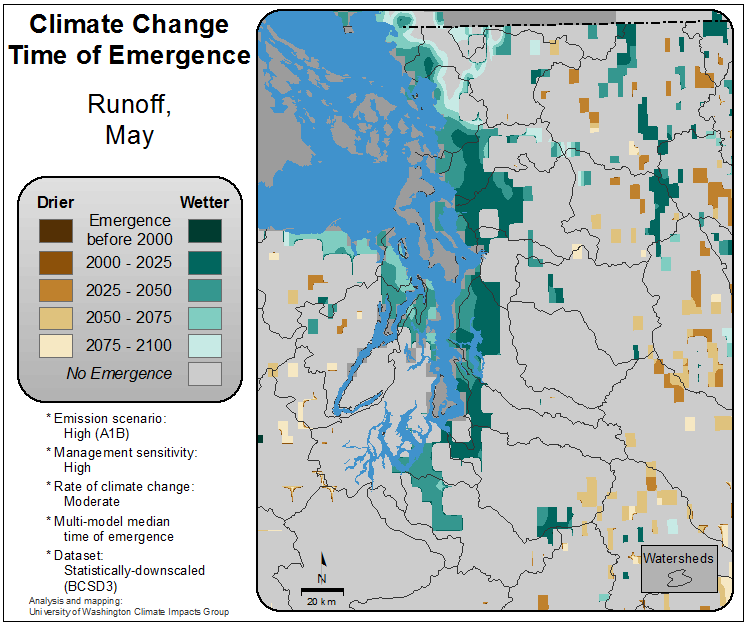 Climate Change
Time of Emergence
Runoff,
May
Drier
Wetter
Emergence
before 2000
2000 - 2025
2025 - 2050
2050 - 2075
2075 - 2100
No Emergence
* Emission scenario:
High (A1B)
* Management sensitivity:
High
* Rate of climate change:
Moderate
* Multi-model median
time of emergence
* Dataset:
Statistically-downscaled
(BCSD3)
Analysis and mapping:
University of Washington Climate Impacts Group
N
20 km
Watersheds